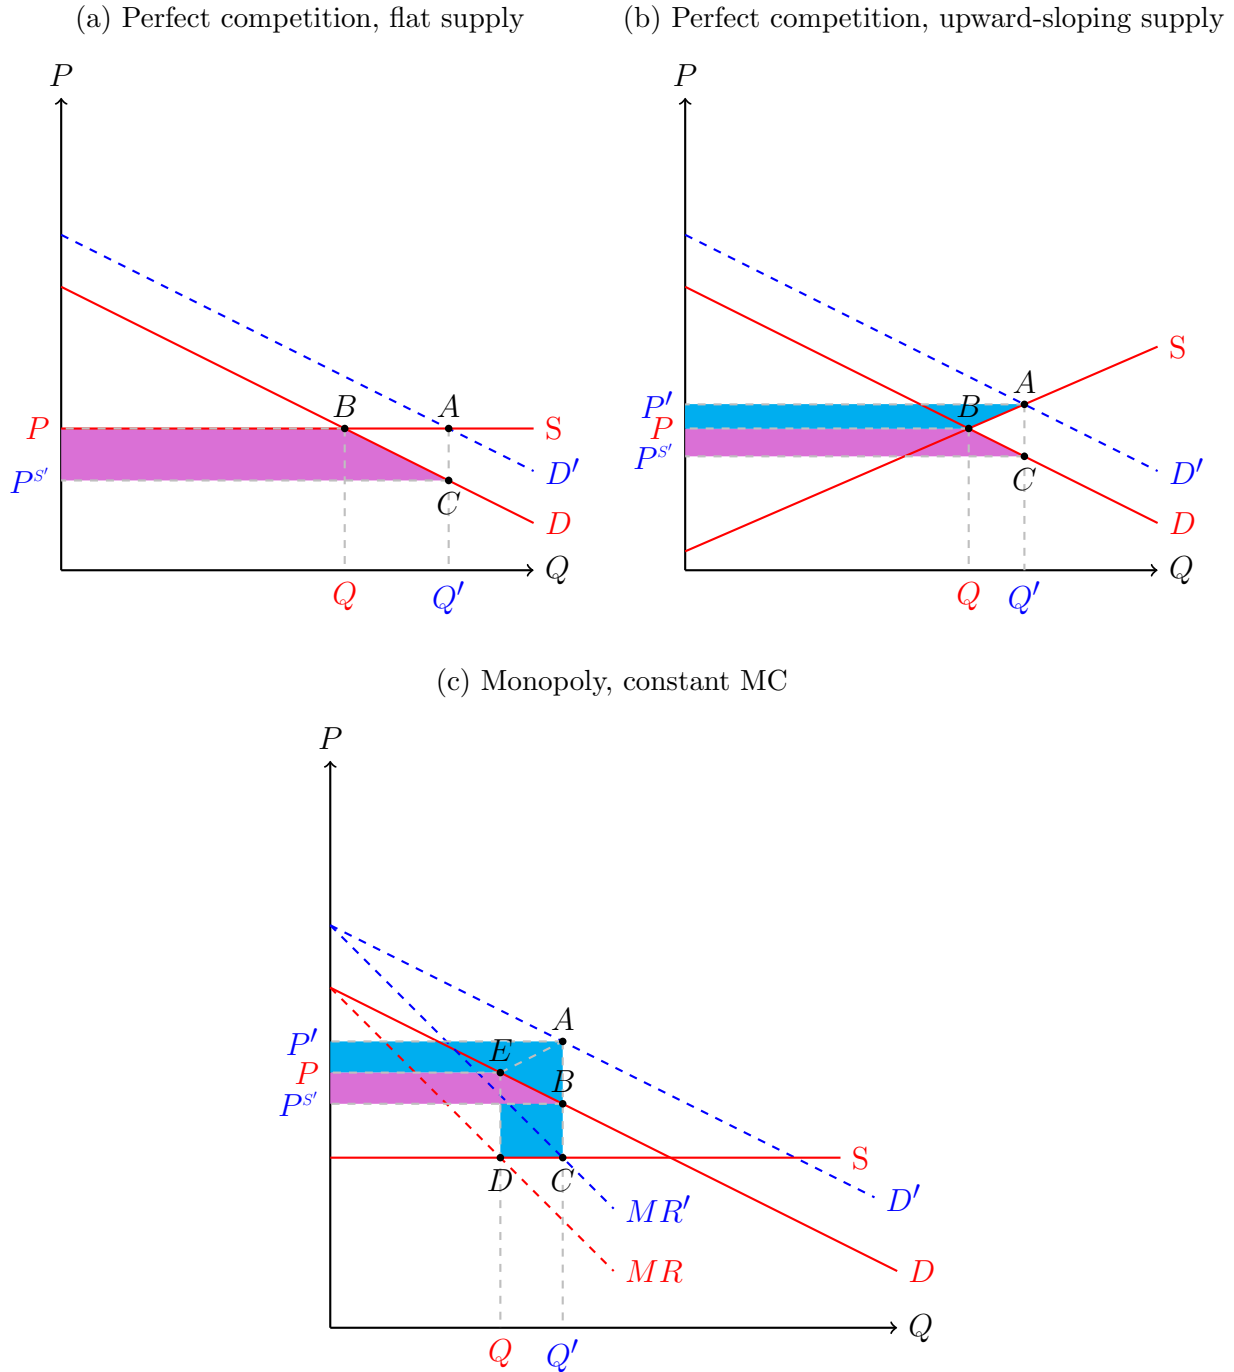 (a) Perfect competition, flat supply
P
B
A
P
S
P^{S'}
D'
C
D
Q
Q
Q'
(b) Perfect competition, upward-sloping supply
P
S
A
P'
B
P
P^{S'}
D'
C
D
Q
Q
Q'
(c) Monopoly, constant MC
P
A
P'
E
P
B
P^{S'}
S
D
C
D'
MR'
MR
D
Q
Q
Q'